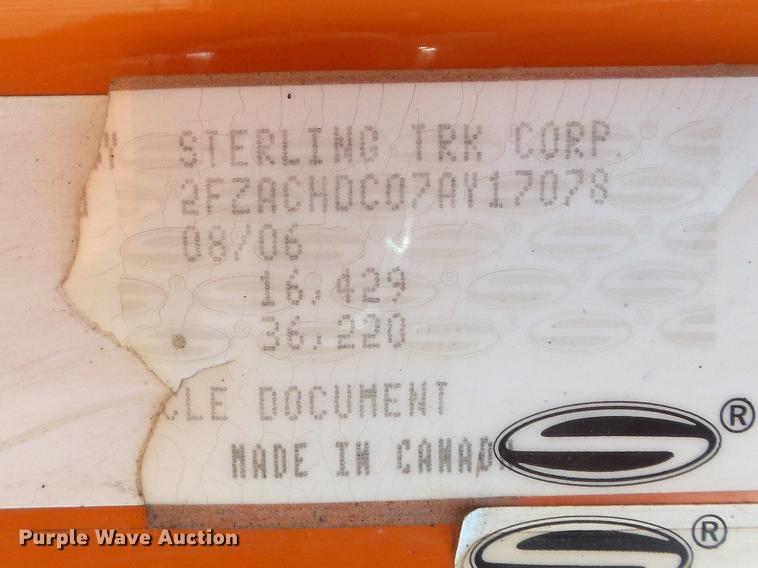 Y STERLING TRK CORP.
2FZACHDC07AY17078
08/06
16,429
36,220
CLE DOCUMENT
MADE IN CANADA
®
®
Purple Wave Auction